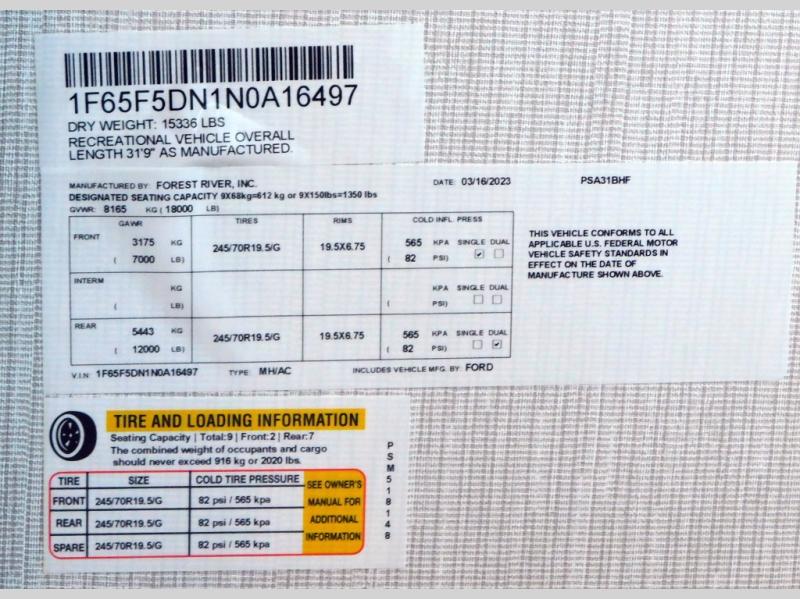 1F65F5DN1N0A16497
DRY WEIGHT: 15336 LBS
RECREATIONAL VEHICLE OVERALL
LENGTH 31'9" AS MANUFACTURED.
MANUFACTURED BY: FOREST RIVER, INC. DATE: 03/16/2023 PSA31BHF
DESIGNATED SEATING CAPACITY 9X68kg=612 kg or 9X150lbs=1350 lbs
GVWR: 8165 KG ( 18000 LB)
GAWR TIRES RIMS COLD INFL. PRESS
FRONT 3175 KG 245/70R19.5/G 19.5X6.75 565 KPA SINGLE DUAL
( 7000 LB) ( 82 PSI) ☑ ☐
INTERM KG KPA SINGLE DUAL
( LB) ( PSI) ☐ ☐
REAR 5443 KG 245/70R19.5/G 19.5X6.75 565 KPA SINGLE DUAL
( 12000 LB) ( 82 PSI) ☐ ☑
V.I.N: 1F65F5DN1N0A16497 TYPE: MH/AC INCLUDES VEHICLE MFG. BY: FORD
THIS VEHICLE CONFORMS TO ALL
APPLICABLE U.S. FEDERAL MOTOR
VEHICLE SAFETY STANDARDS IN
EFFECT ON THE DATE OF
MANUFACTURE SHOWN ABOVE.
TIRE AND LOADING INFORMATION
Seating Capacity | Total:9 | Front:2 | Rear:7
The combined weight of occupants and cargo
should never exceed 916 kg or 2020 lbs.
TIRE SIZE COLD TIRE PRESSURE
FRONT 245/70R19.5/G 82 psi / 565 kpa
REAR 245/70R19.5/G 82 psi / 565 kpa
SPARE 245/70R19.5/G 82 psi / 565 kpa
SEE OWNER'S
MANUAL FOR
ADDITIONAL
INFORMATION
PSM518148